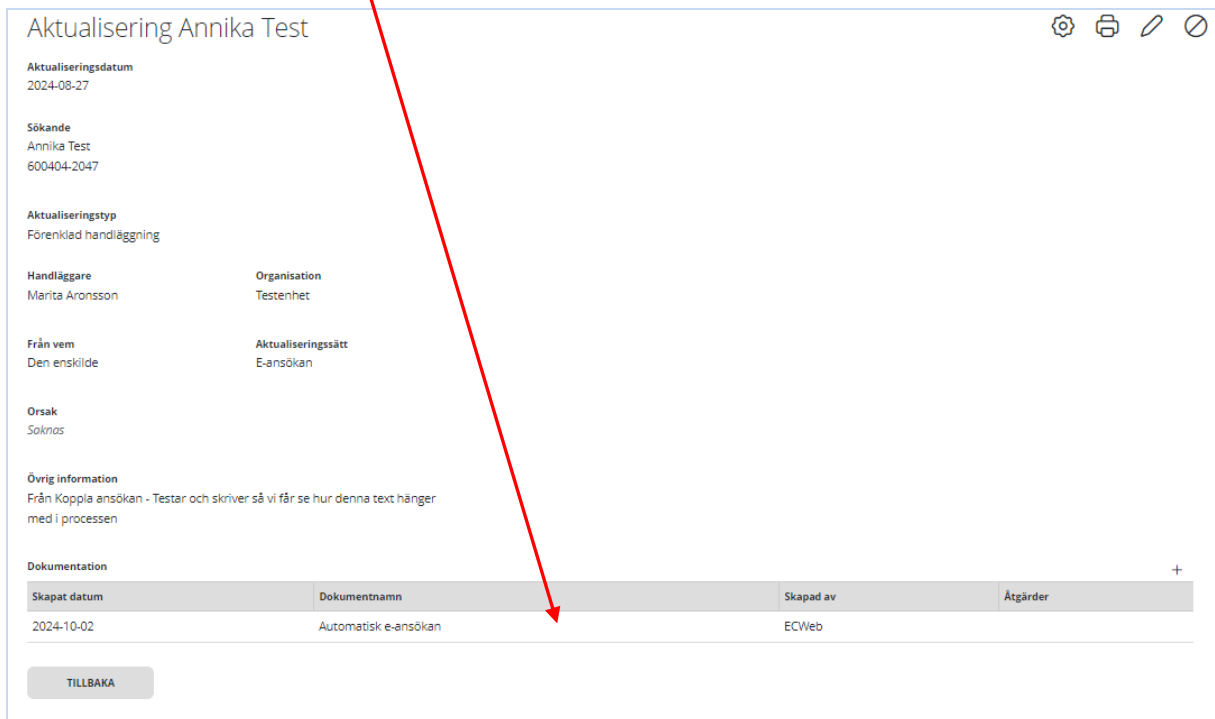 Aktualisering Annika Test
Aktualiseringsdatum
2024-08-27
Sökande
Annika Test
600404-2047
Aktualiseringstyp
Förenklad handläggning
Handläggare Organisation
Marita Aronsson Testenhet
Från vem Aktualiseringssätt
Den enskilde E-ansökan
Orsak
Saknas
Övrig information
Från Koppla ansökan - Testar och skriver så vi får se hur denna text hänger
med i processen
Dokumentation +
Skapat datum Dokumentnamn Skapad av Åtgärder
2024-10-02 Automatisk e-ansökan ECWeb
TILLBAKA